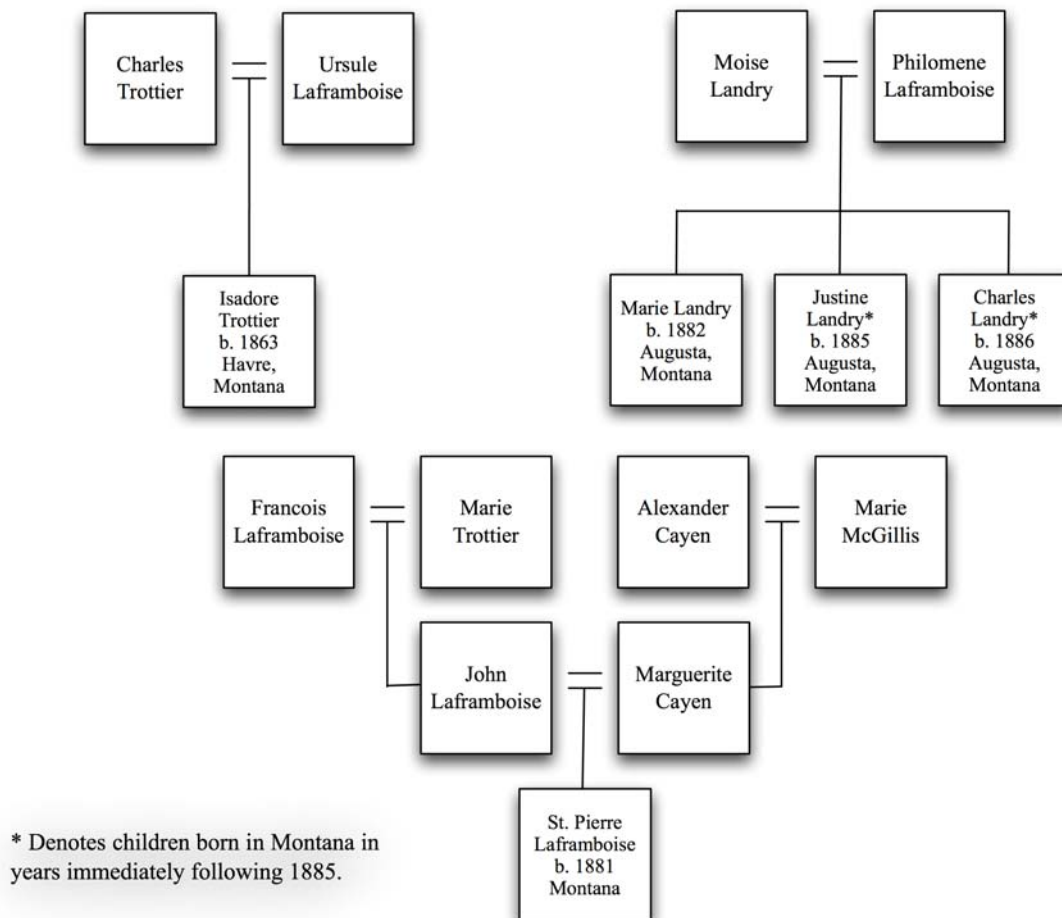 Charles
Trottier
Ursule
Laframboise
Moise
Landry
Philomene
Laframboise
Isadore
Trottier
b. 1863
Havre,
Montana
Marie Landry
b. 1882
Augusta,
Montana
Justine
Landry*
b. 1885
Augusta,
Montana
Charles
Landry*
b. 1886
Augusta,
Montana
Francois
Laframboise
Marie
Trottier
Alexander
Cayen
Marie
McGillis
John
Laframboise
Marguerite
Cayen
St. Pierre
Laframboise
b. 1881
Montana
* Denotes children born in Montana in
years immediately following 1885.